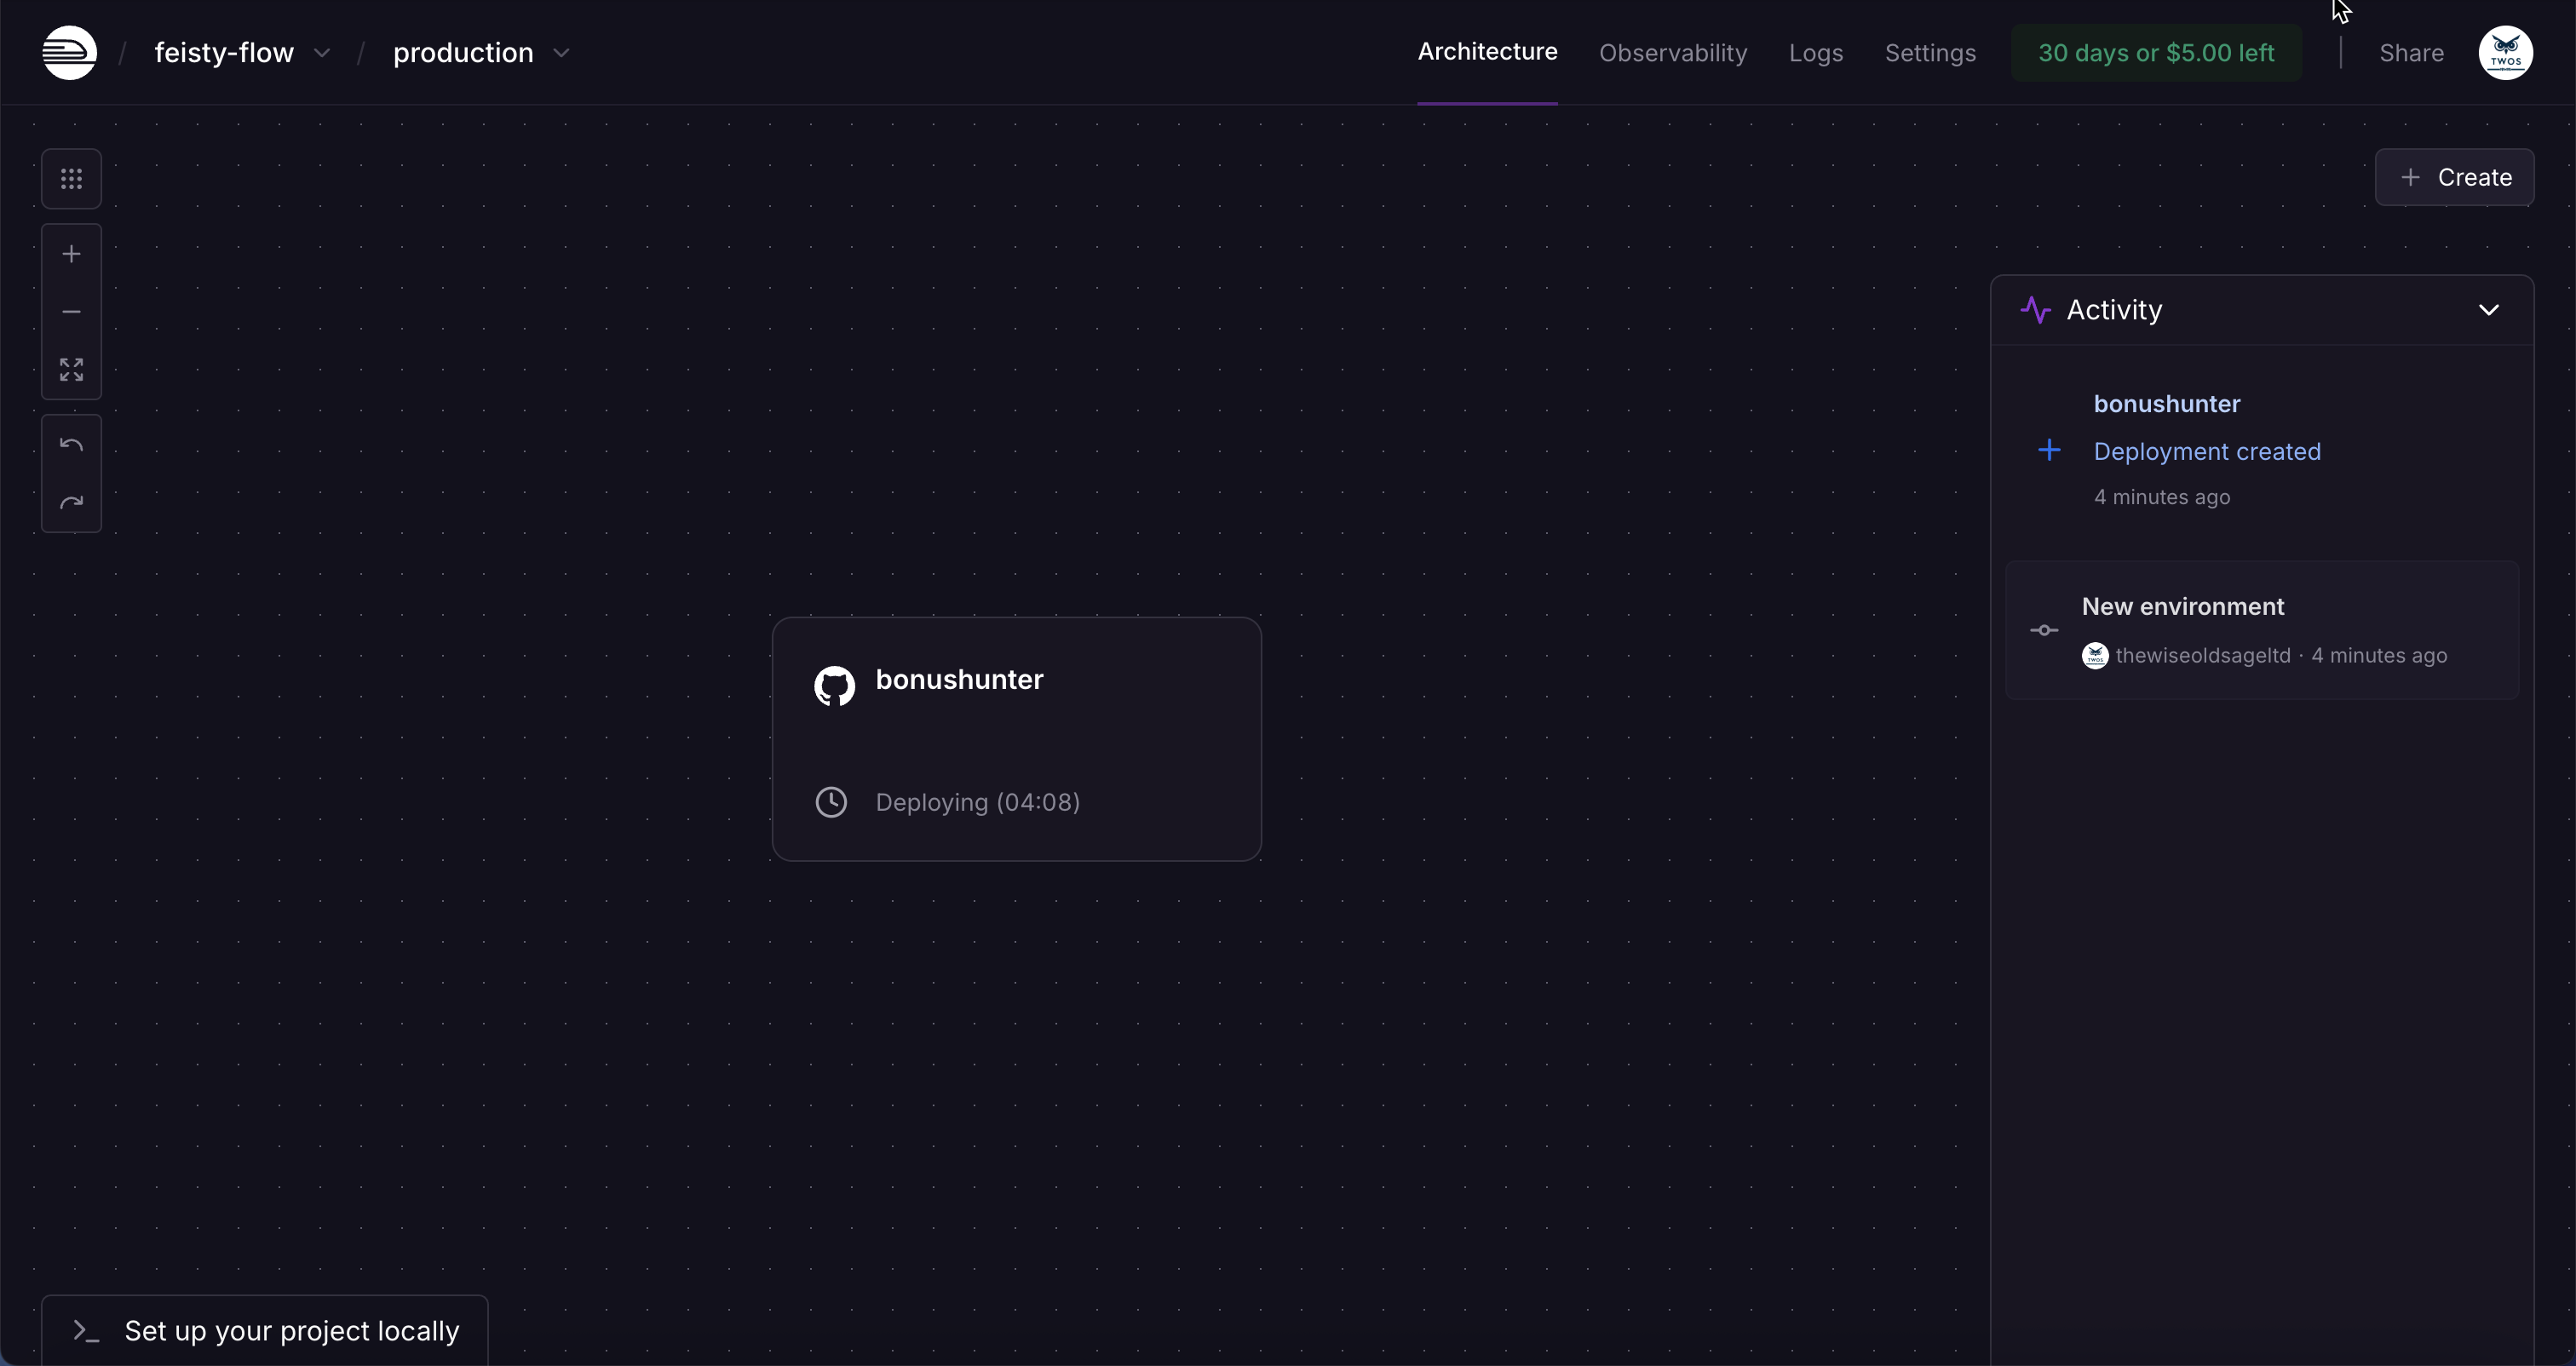 feisty-flow
production
Architecture
Observability
Logs
Settings
30 days or $5.00 left
Share
TWOS
Create
Activity
bonushunter
Deployment created
4 minutes ago
New environment
TWOS
thewiseoldsageltd · 4 minutes ago
bonushunter
Deploying (04:08)
Set up your project locally